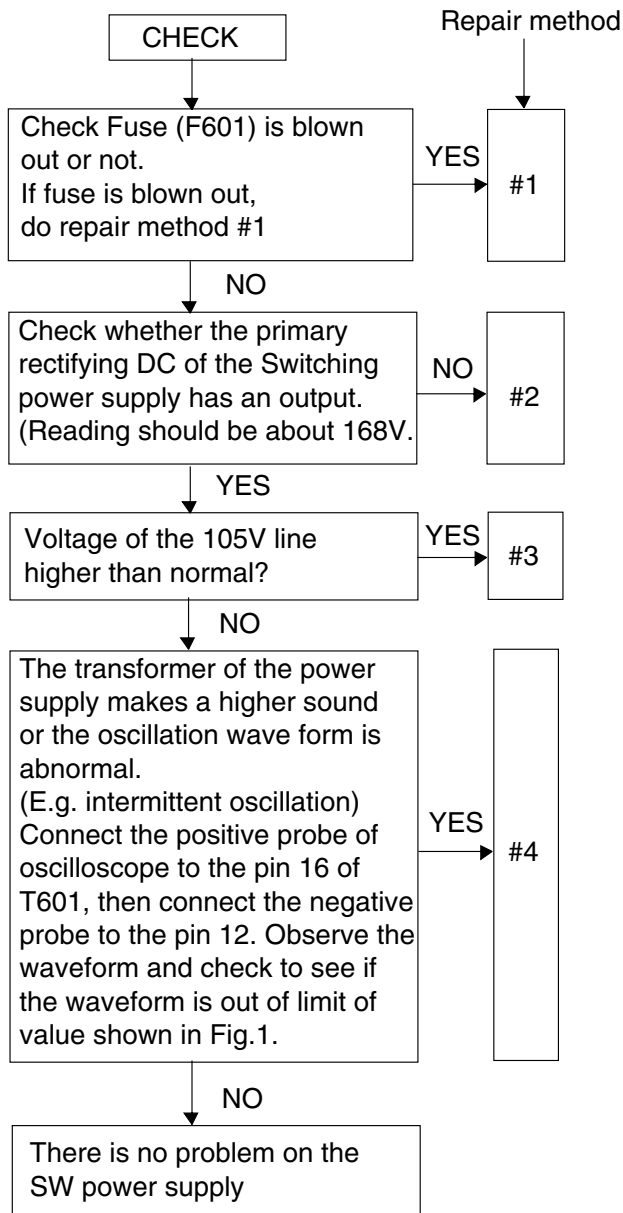 CHECK
Repair method
Check Fuse (F601) is blown
out or not.
If fuse is blown out,
do repair method #1
YES
#1
NO
Check whether the primary
rectifying DC of the Switching
power supply has an output.
(Reading should be about 168V.
NO
#2
YES
Voltage of the 105V line
higher than normal?
YES
#3
NO
The transformer of the power
supply makes a higher sound
or the oscillation wave form is
abnormal.
(E.g. intermittent oscillation)
Connect the positive probe of
oscilloscope to the pin 16 of
T601, then connect the negative
probe to the pin 12. Observe the
waveform and check to see if
the waveform is out of limit of
value shown in Fig.1.
YES
#4
NO
There is no problem on the
SW power supply